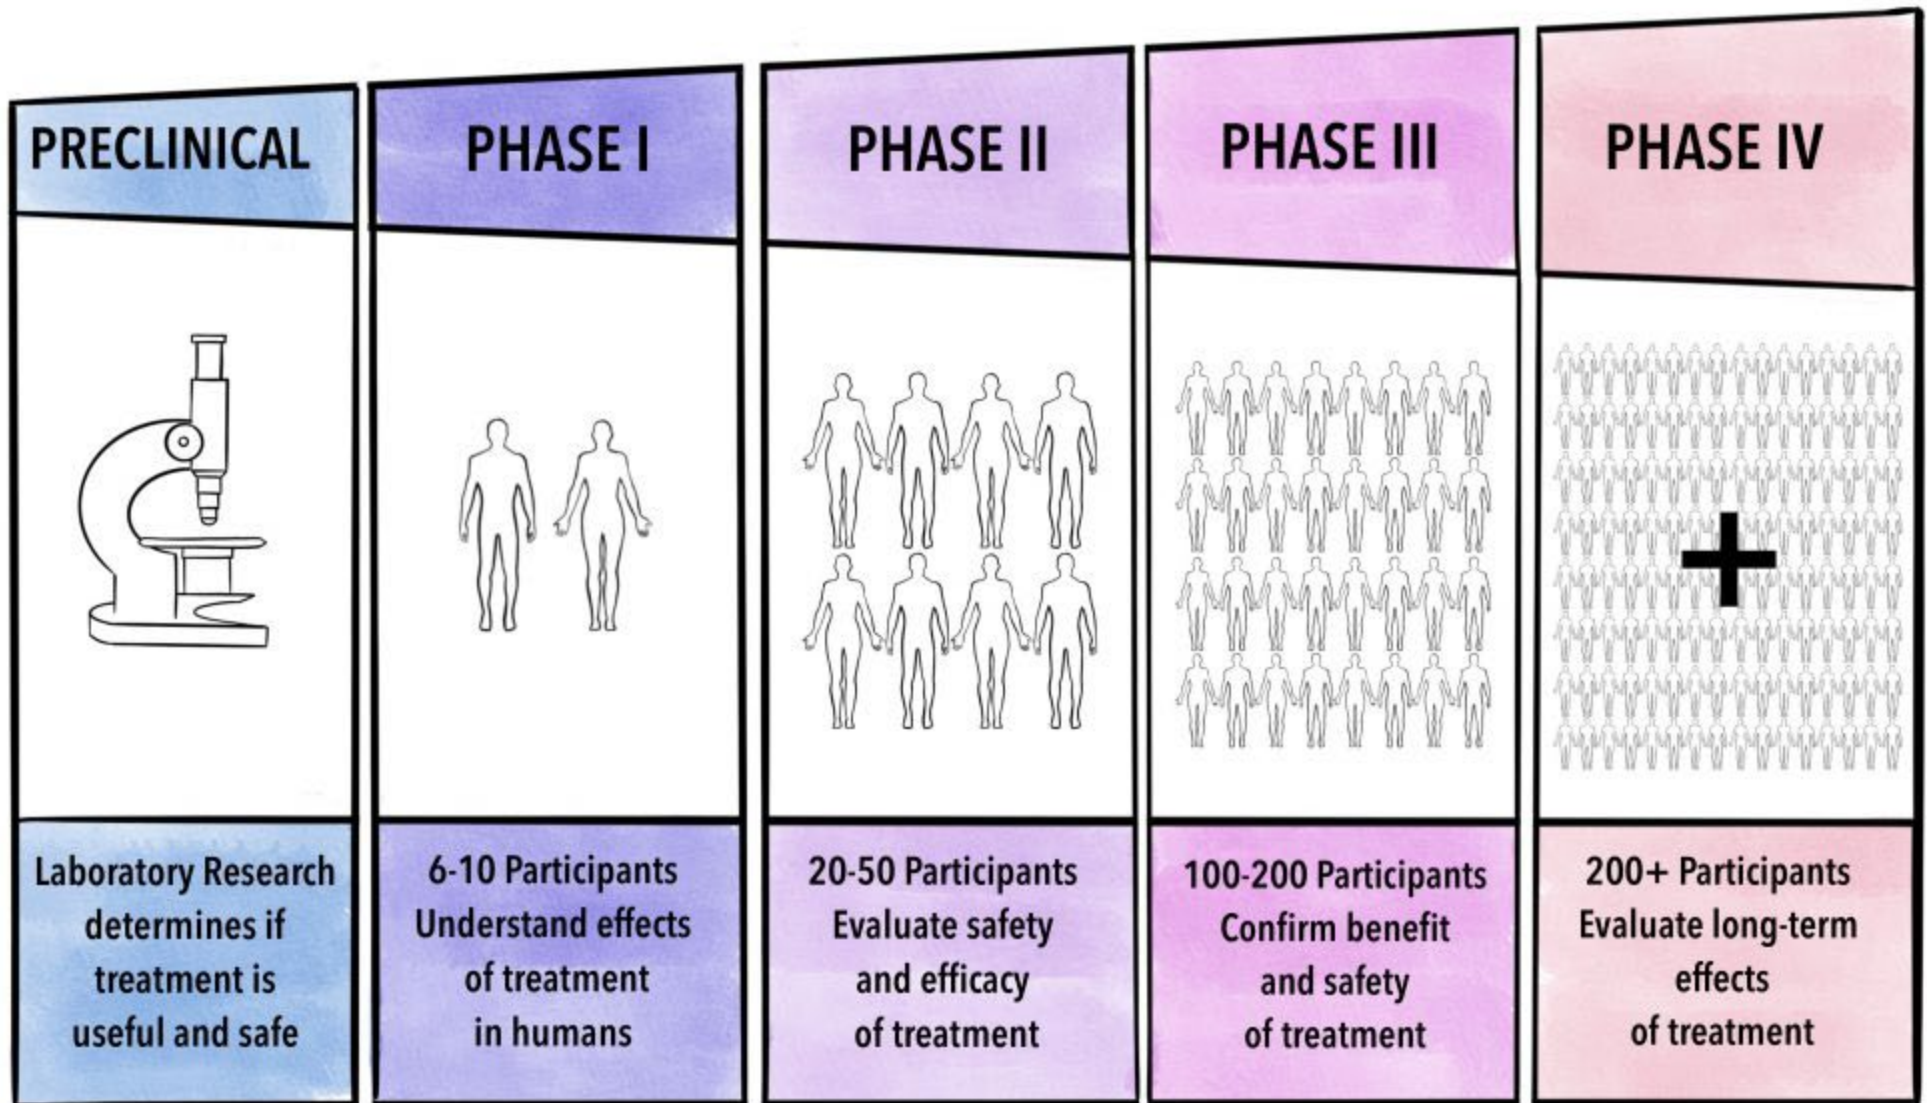 PRECLINICAL
PHASE I
PHASE II
PHASE III
PHASE IV
Laboratory Research
determines if
treatment is
useful and safe
6-10 Participants
Understand effects
of treatment
in humans
20-50 Participants
Evaluate safety
and efficacy
of treatment
100-200 Participants
Confirm benefit
and safety
of treatment
200+ Participants
Evaluate long-term
effects
of treatment